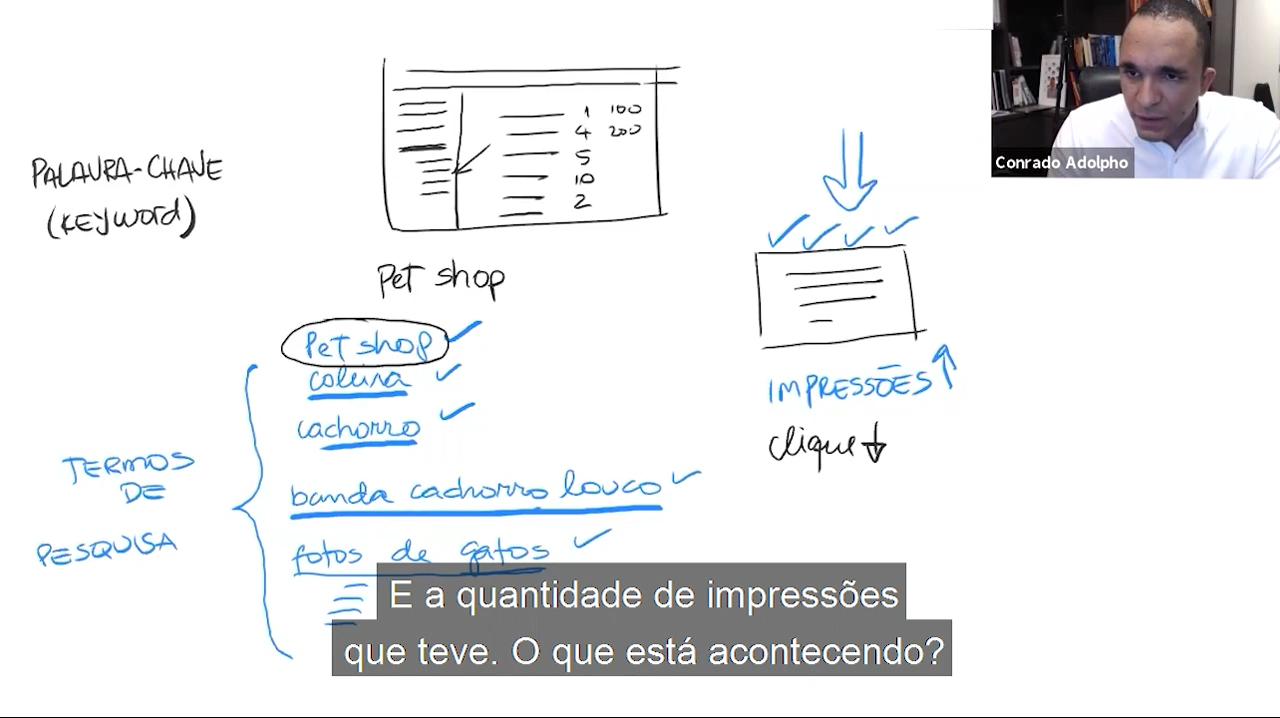 Conrado Adolpho
PALAVRA-CHAVE
(KEYWORD)
1 100
4 200
5
10
2
Pet shop
Pet shop
coleira
cachorro
banda cachorro louco
fotos de gatos
TERMOS
DE
PESQUISA
IMPRESSÕES
clique
E a quantidade de impressões
que teve. O que está acontecendo?